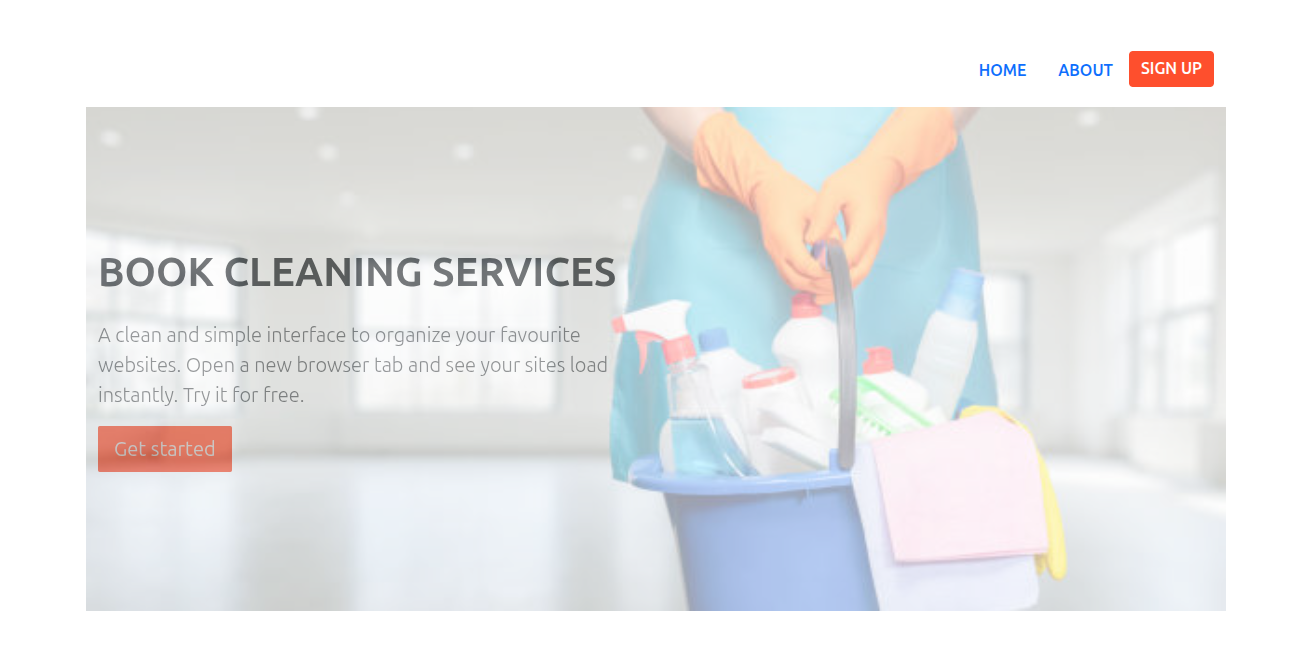 HOME ABOUT SIGN UP
BOOK CLEANING SERVICES
A clean and simple interface to organize your favourite
websites. Open a new browser tab and see your sites load
instantly. Try it for free.
Get started